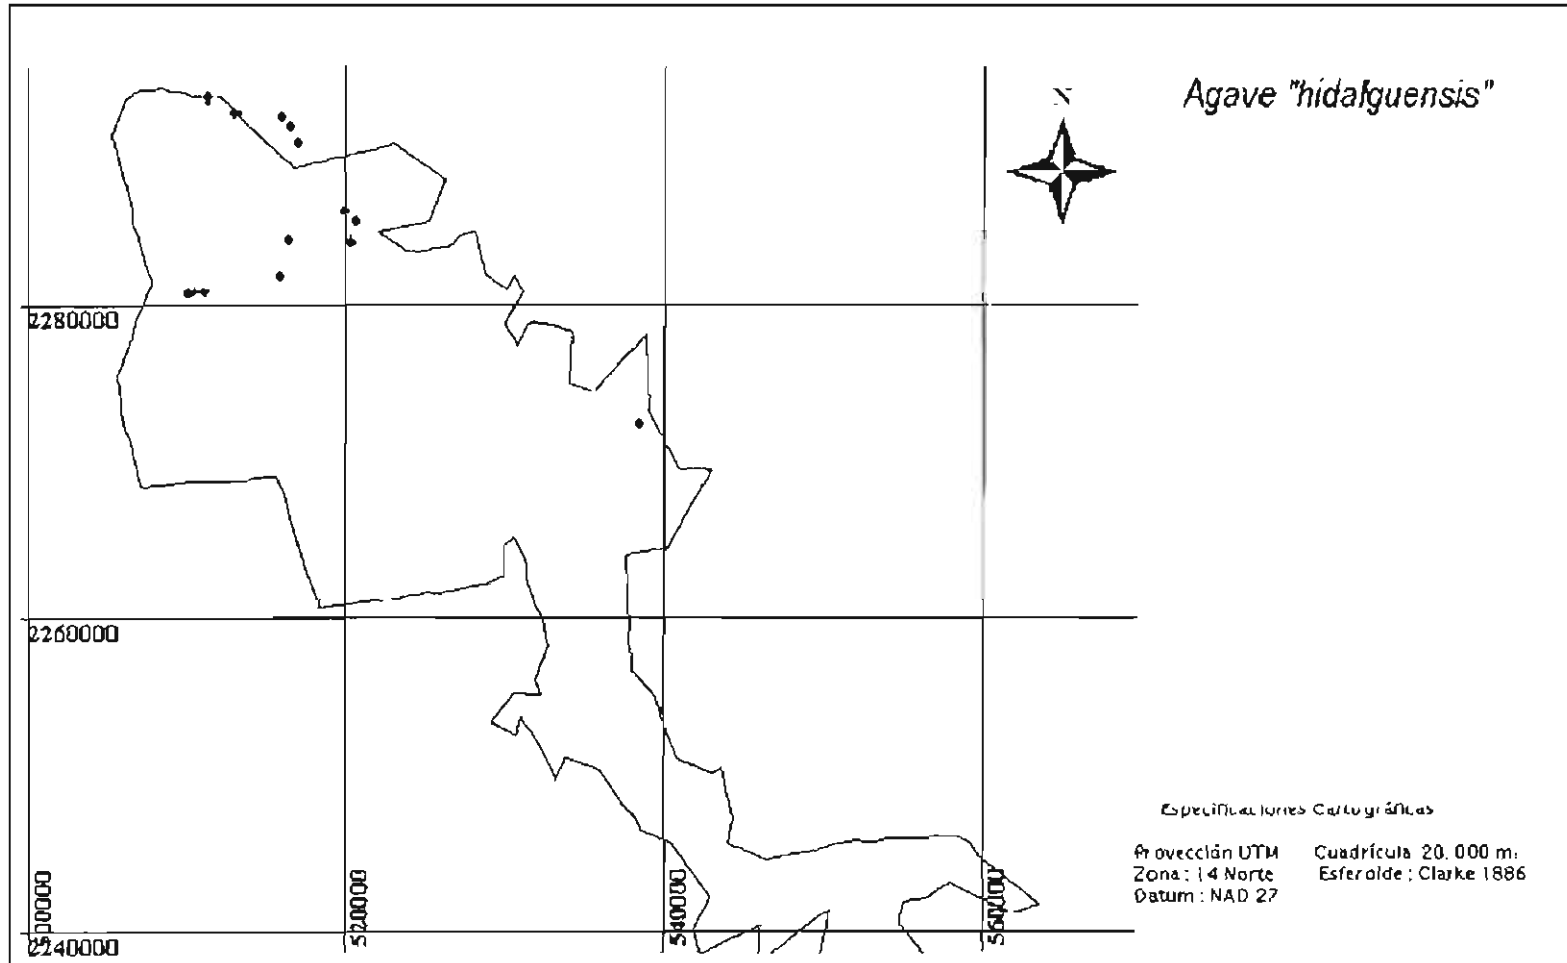 N
Agave "hidalguensis"
2280000
2260000
2240000
500000
520000
540000
560000
Especificaciones Cartográficas
Proyección UTM Cuadrícula 20, 000 m.
Zona : 14 Norte Esferoide ; Clarke 1886
Datum : NAD 27